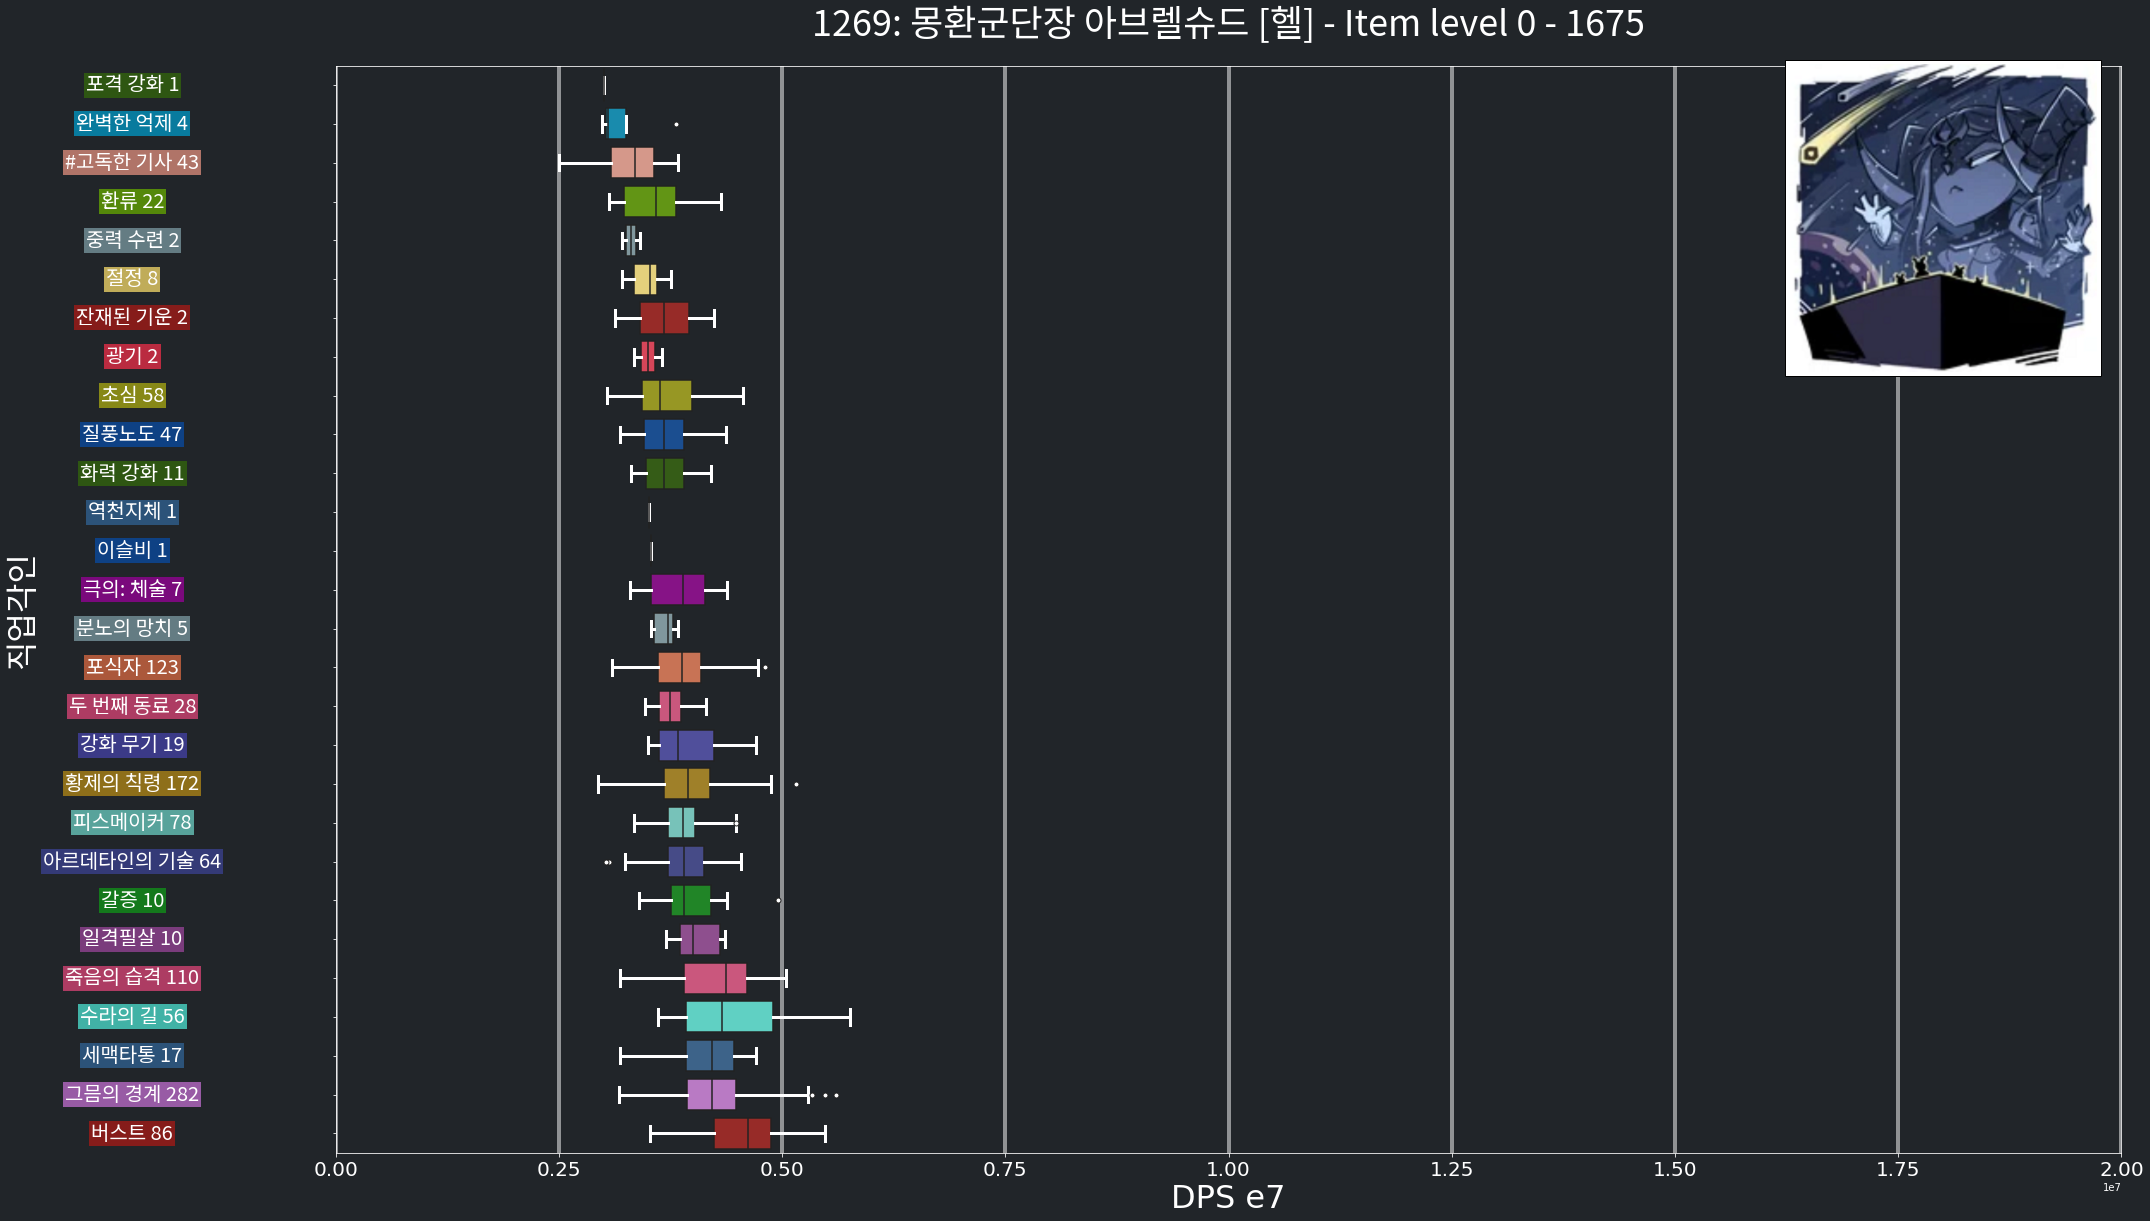 1269: 몽환군단장 아브렐슈드 [헬] - Item level 0 - 1675
직업각인
포격 강화 1
완벽한 억제 4
#고독한 기사 43
환류 22
중력 수련 2
절정 8
잔재된 기운 2
광기 2
초심 58
질풍노도 47
화력 강화 11
역천지체 1
이슬비 1
극의: 체술 7
분노의 망치 5
포식자 123
두 번째 동료 28
강화 무기 19
황제의 칙령 172
피스메이커 78
아르데타인의 기술 64
갈증 10
일격필살 10
죽음의 습격 110
수라의 길 56
세맥타통 17
그믐의 경계 282
버스트 86
0.00 0.25 0.50 0.75 1.00 1.25 1.50 1.75 2.00
1e7
DPS e7